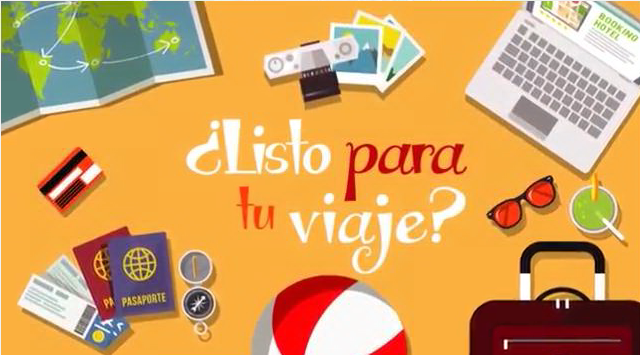 BOOKING
HOTEL
¿Listo para
tu viaje?
PASAPORTE